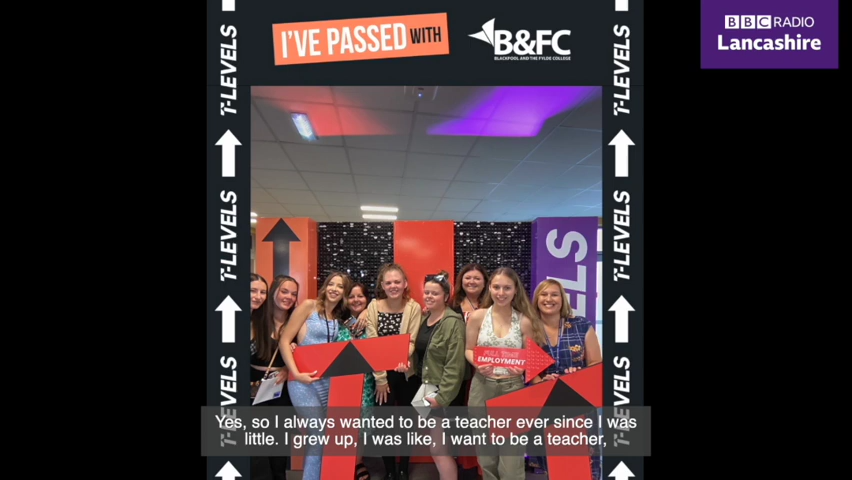 T-LEVELS
I'VE PASSED WITH
B&FC
BLACKPOOL AND THE FYLDE COLLEGE
T-LEVELS
BBC RADIO
Lancashire
T-LEVELS
T-LEVELS
ELS
FULL TIME
EMPLOYMENT
T-LEVELS
T-LEVELS
Yes, so I always wanted to be a teacher ever since I was
little. I grew up, I was like, I want to be a teacher,